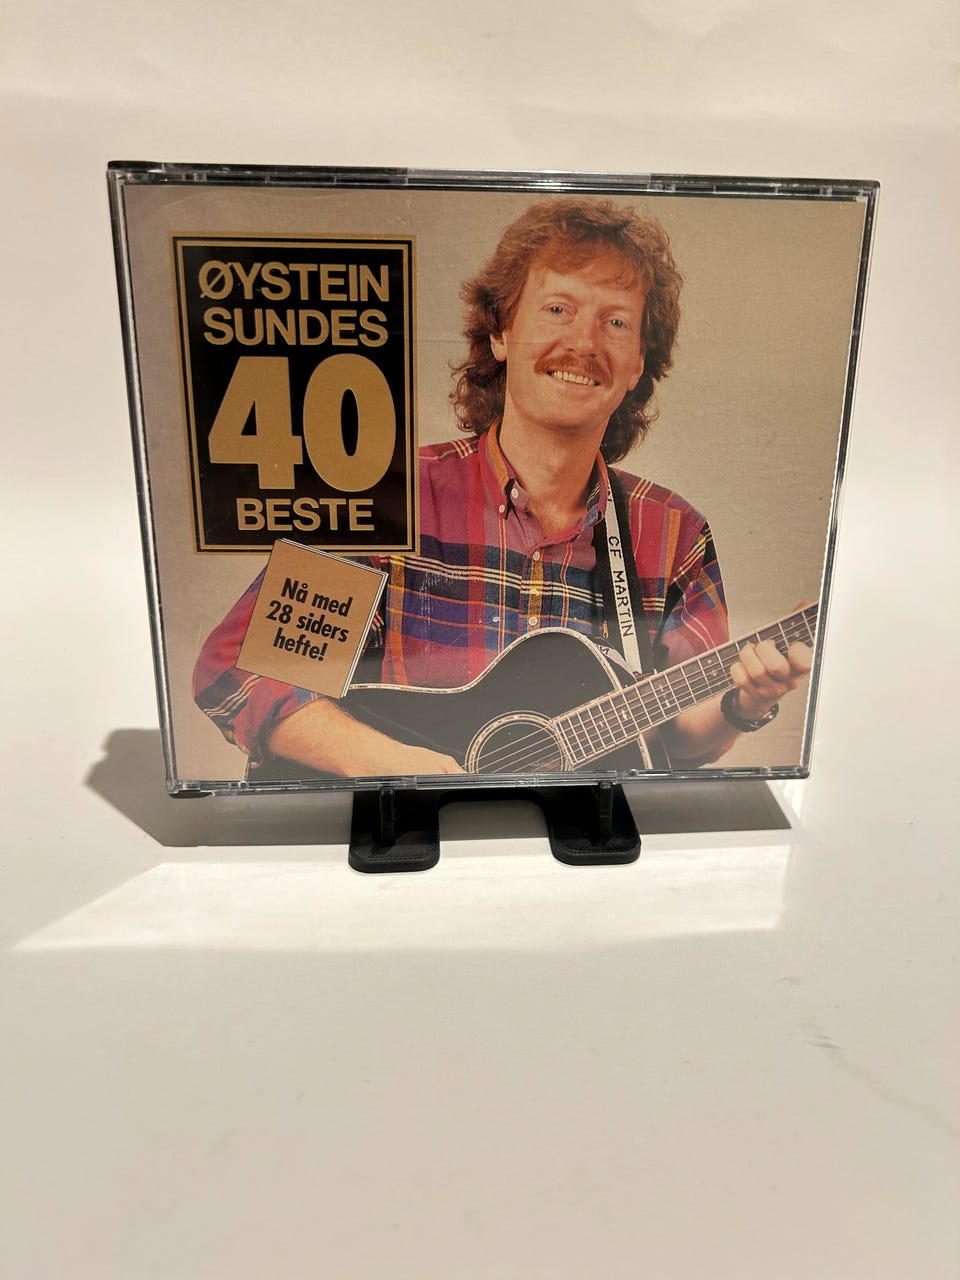 ØYSTEIN
SUNDES
40
BESTE
Nå med
28 siders
hefte!
CF MARTIN